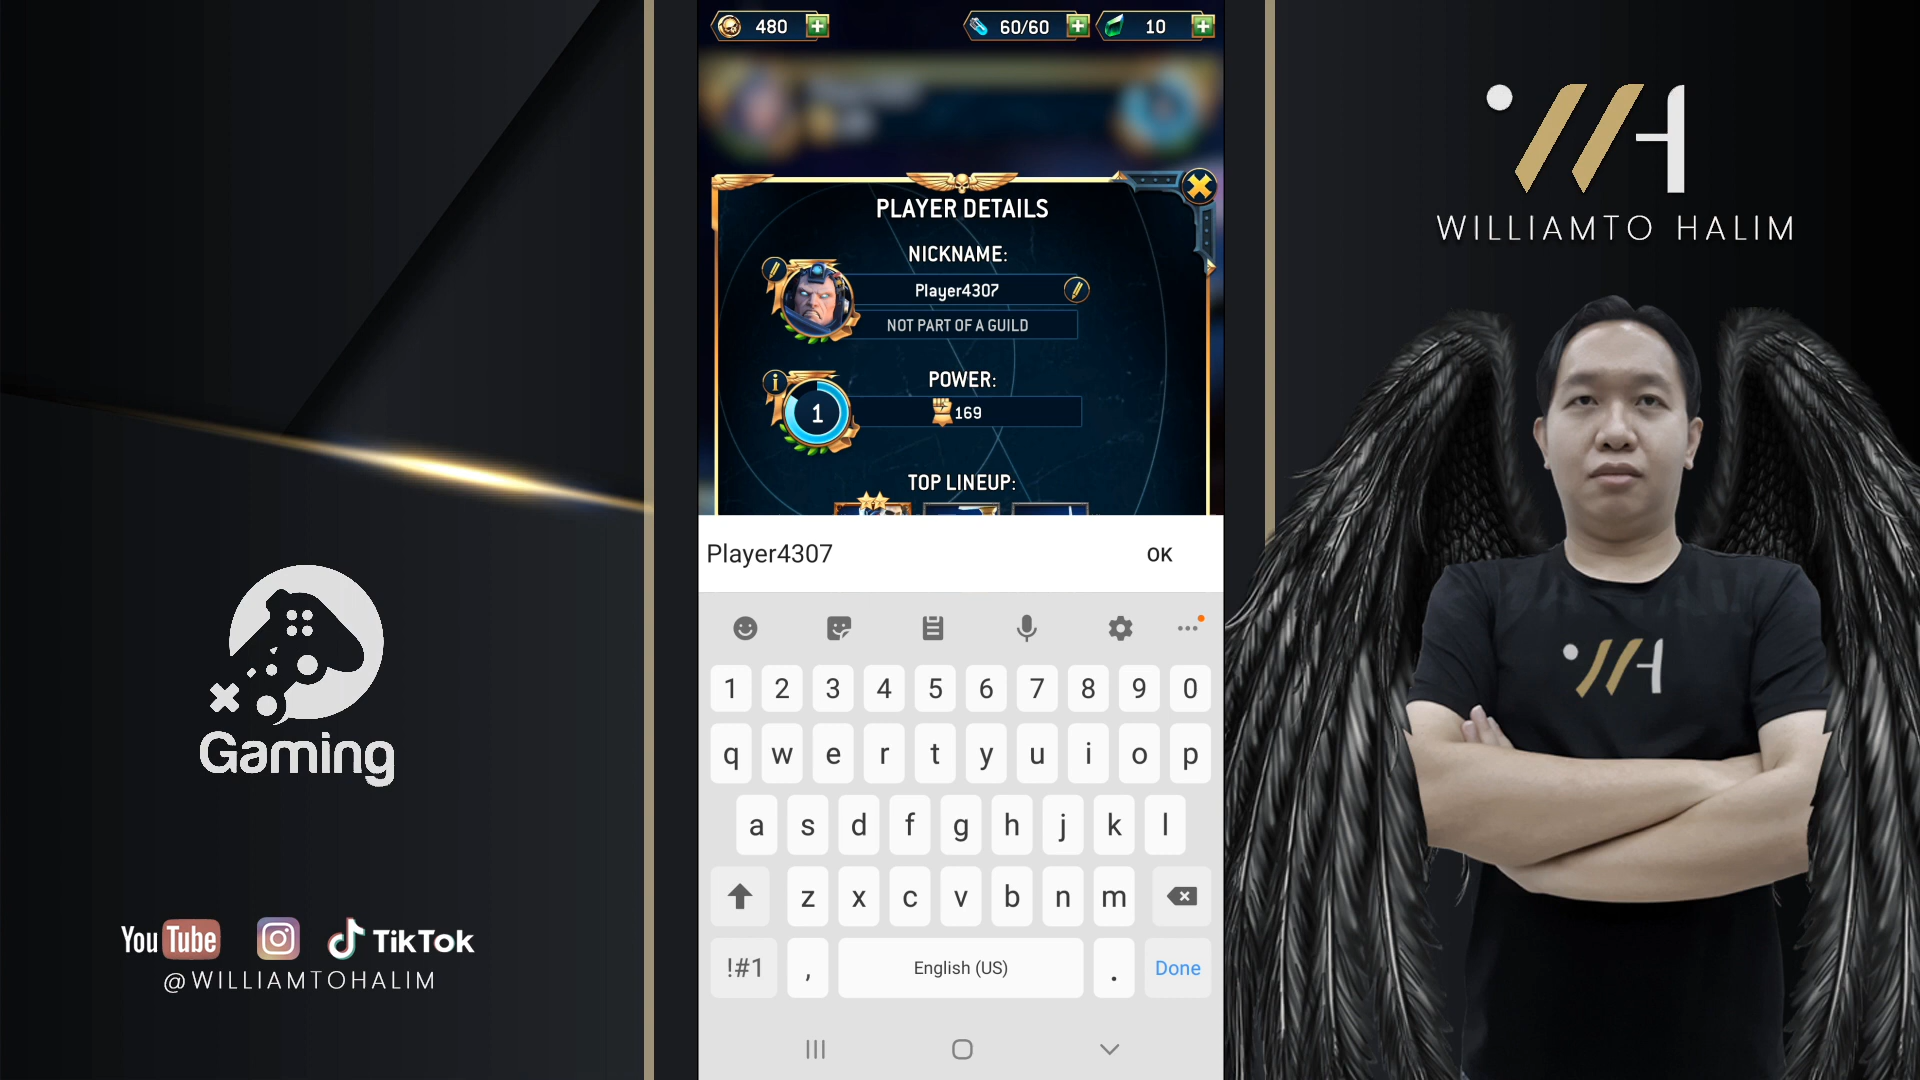 480
60/60
10
PLAYER DETAILS
NICKNAME:
Player4307
NOT PART OF A GUILD
POWER:
1
169
TOP LINEUP:
Player4307
OK
1 2 3 4 5 6 7 8 9 0
q w e r t y u i o p
a s d f g h j k l
z x c v b n m
!#1 , English (US) . Done
Gaming
YouTube
TikTok
@WILLIAMTOHALIM
WH
WILLIAMTO HALIM
WH